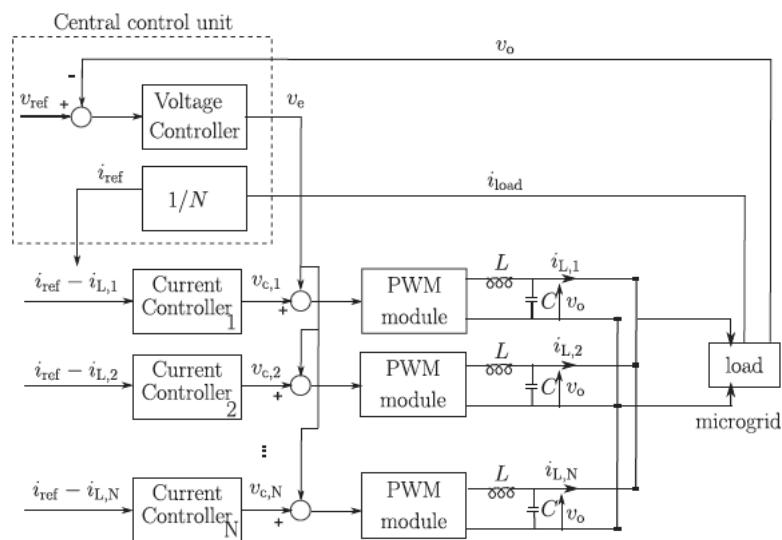 Central control unit
v_o
-
v_ref +
Voltage
Controller
v_e
i_ref
1/N
i_load
i_ref − i_L,1
Current
Controller
1
v_c,1
+
PWM
module
L
i_L,1
C
v_o
i_ref − i_L,2
Current
Controller
2
v_c,2
+
PWM
module
L
i_L,2
C
v_o
load
microgrid
...
i_ref − i_L,N
Current
Controller
N
v_c,N
+
PWM
module
L
i_L,N
C
v_o